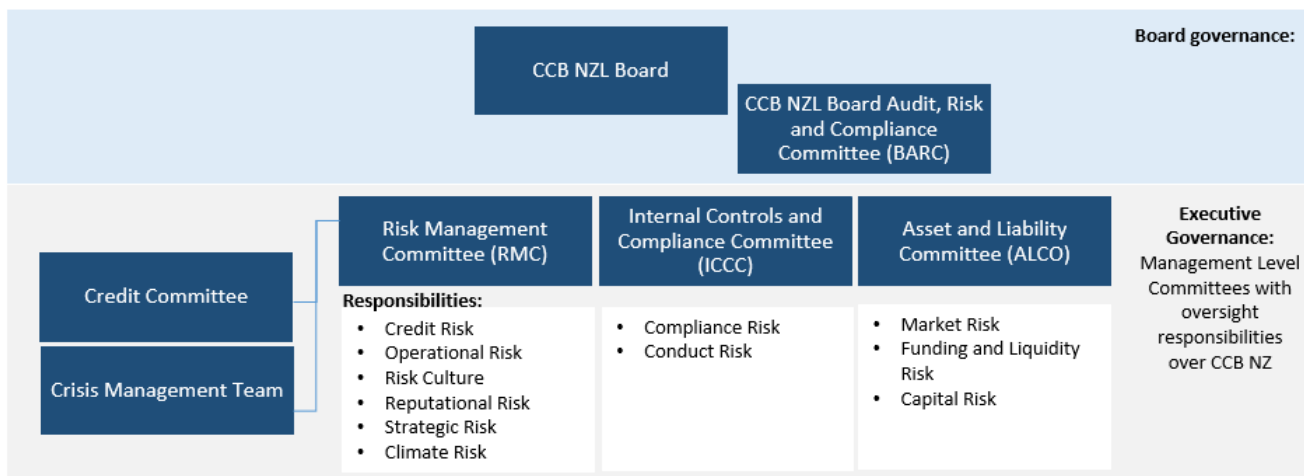 Board governance:
CCB NZL Board
CCB NZL Board Audit, Risk
and Compliance
Committee (BARC)
Risk Management
Committee (RMC)
Internal Controls and
Compliance Committee
(ICCC)
Asset and Liability
Committee (ALCO)
Executive
Governance:
Management Level
Committees with
oversight
responsibilities
over CCB NZ
Credit Committee
Crisis Management Team
Responsibilities:
• Credit Risk
• Operational Risk
• Risk Culture
• Reputational Risk
• Strategic Risk
• Climate Risk
• Compliance Risk
• Conduct Risk
• Market Risk
• Funding and Liquidity
Risk
• Capital Risk